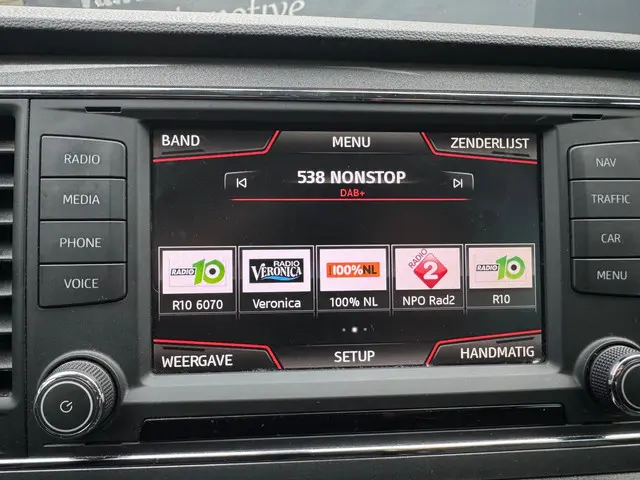 omotive
BAND
MENU
ZENDERLIJST
RADIO
MEDIA
PHONE
VOICE
538 NONSTOP
DAB+
RADIO 10
RADIO VERONICA
100%NL
RADIO 2
RADIO 10
R10 6070
Veronica
100% NL
NPO Rad2
R10
WEERGAVE
SETUP
HANDMATIG
NAV
TRAFFIC
CAR
MENU